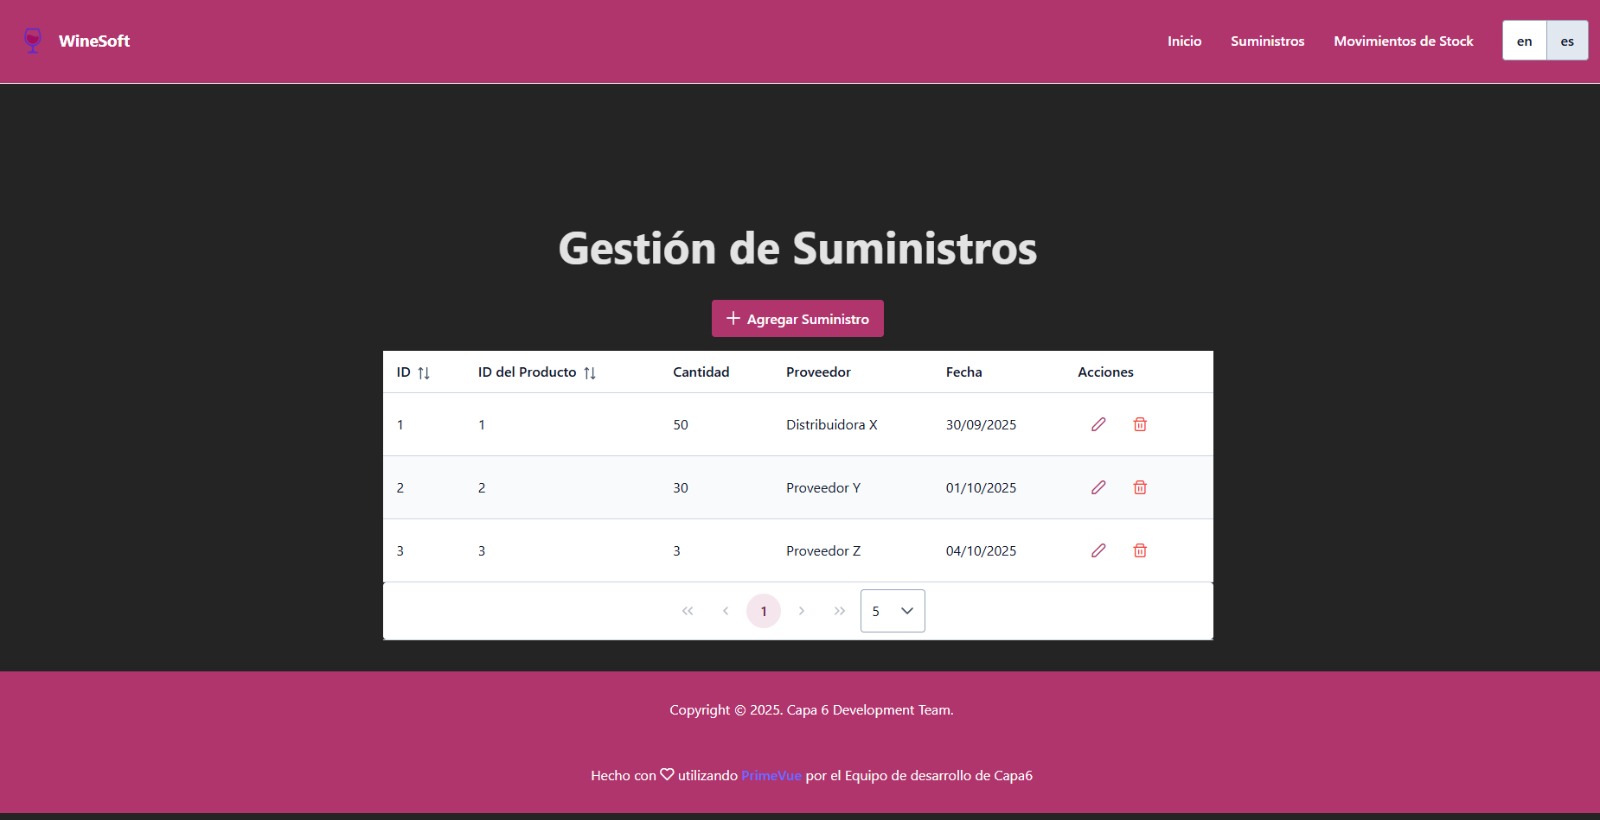 WineSoft
Inicio Suministros Movimientos de Stock en es
Gestión de Suministros
Agregar Suministro
ID ID del Producto Cantidad Proveedor Fecha Acciones
1 1 50 Distribuidora X 30/09/2025
2 2 30 Proveedor Y 01/10/2025
3 3 3 Proveedor Z 04/10/2025
1 5
Copyright © 2025. Capa 6 Development Team.
Hecho con ♡ utilizando PrimeVue por el Equipo de desarrollo de Capa6